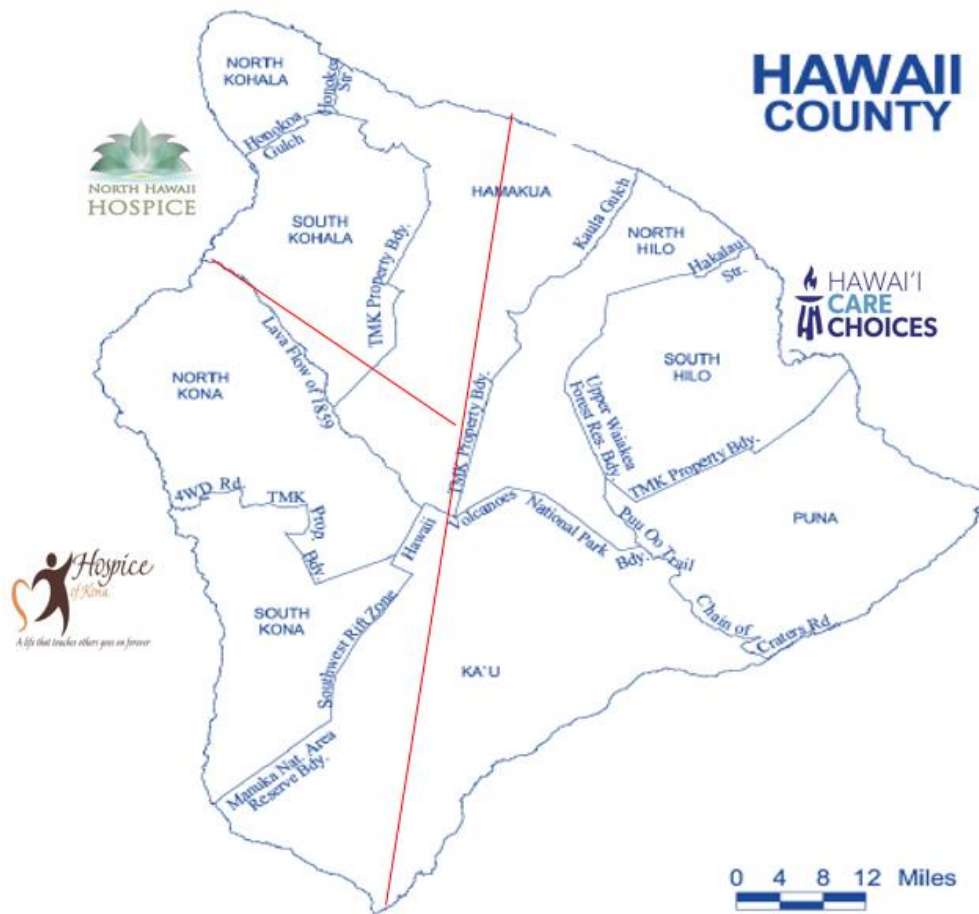 HAWAII
COUNTY
NORTH
KOHALA
Honokea
Str.
Honokoa
Gulch
NORTH HAWAII
HOSPICE
HAMAKUA
SOUTH
KOHALA
TMK Property Bdy.
Kaula Gulch
NORTH
HILO
Hakalau
Str.
HAWAI'I
CARE
CHOICES
Lava Flow of 1859
NORTH
KONA
SOUTH
HILO
Upper Waiakea
Forest Res. Bdy.
TMK Property Bdy.
TMK Property Bdy.
4WD Rd.
TMK
Prop.
Bdy.
Hawaii
Volcanoes
National Park
Bdy.
PUNA
Puu Oo Trail
Hospice
of Kona
A life that touches others goes on forever
SOUTH
KONA
Southwest Rift Zone
Chain of
Craters Rd
KA`U
Manuka Nat. Area
Reserve Bdy.
0 4 8 12 Miles